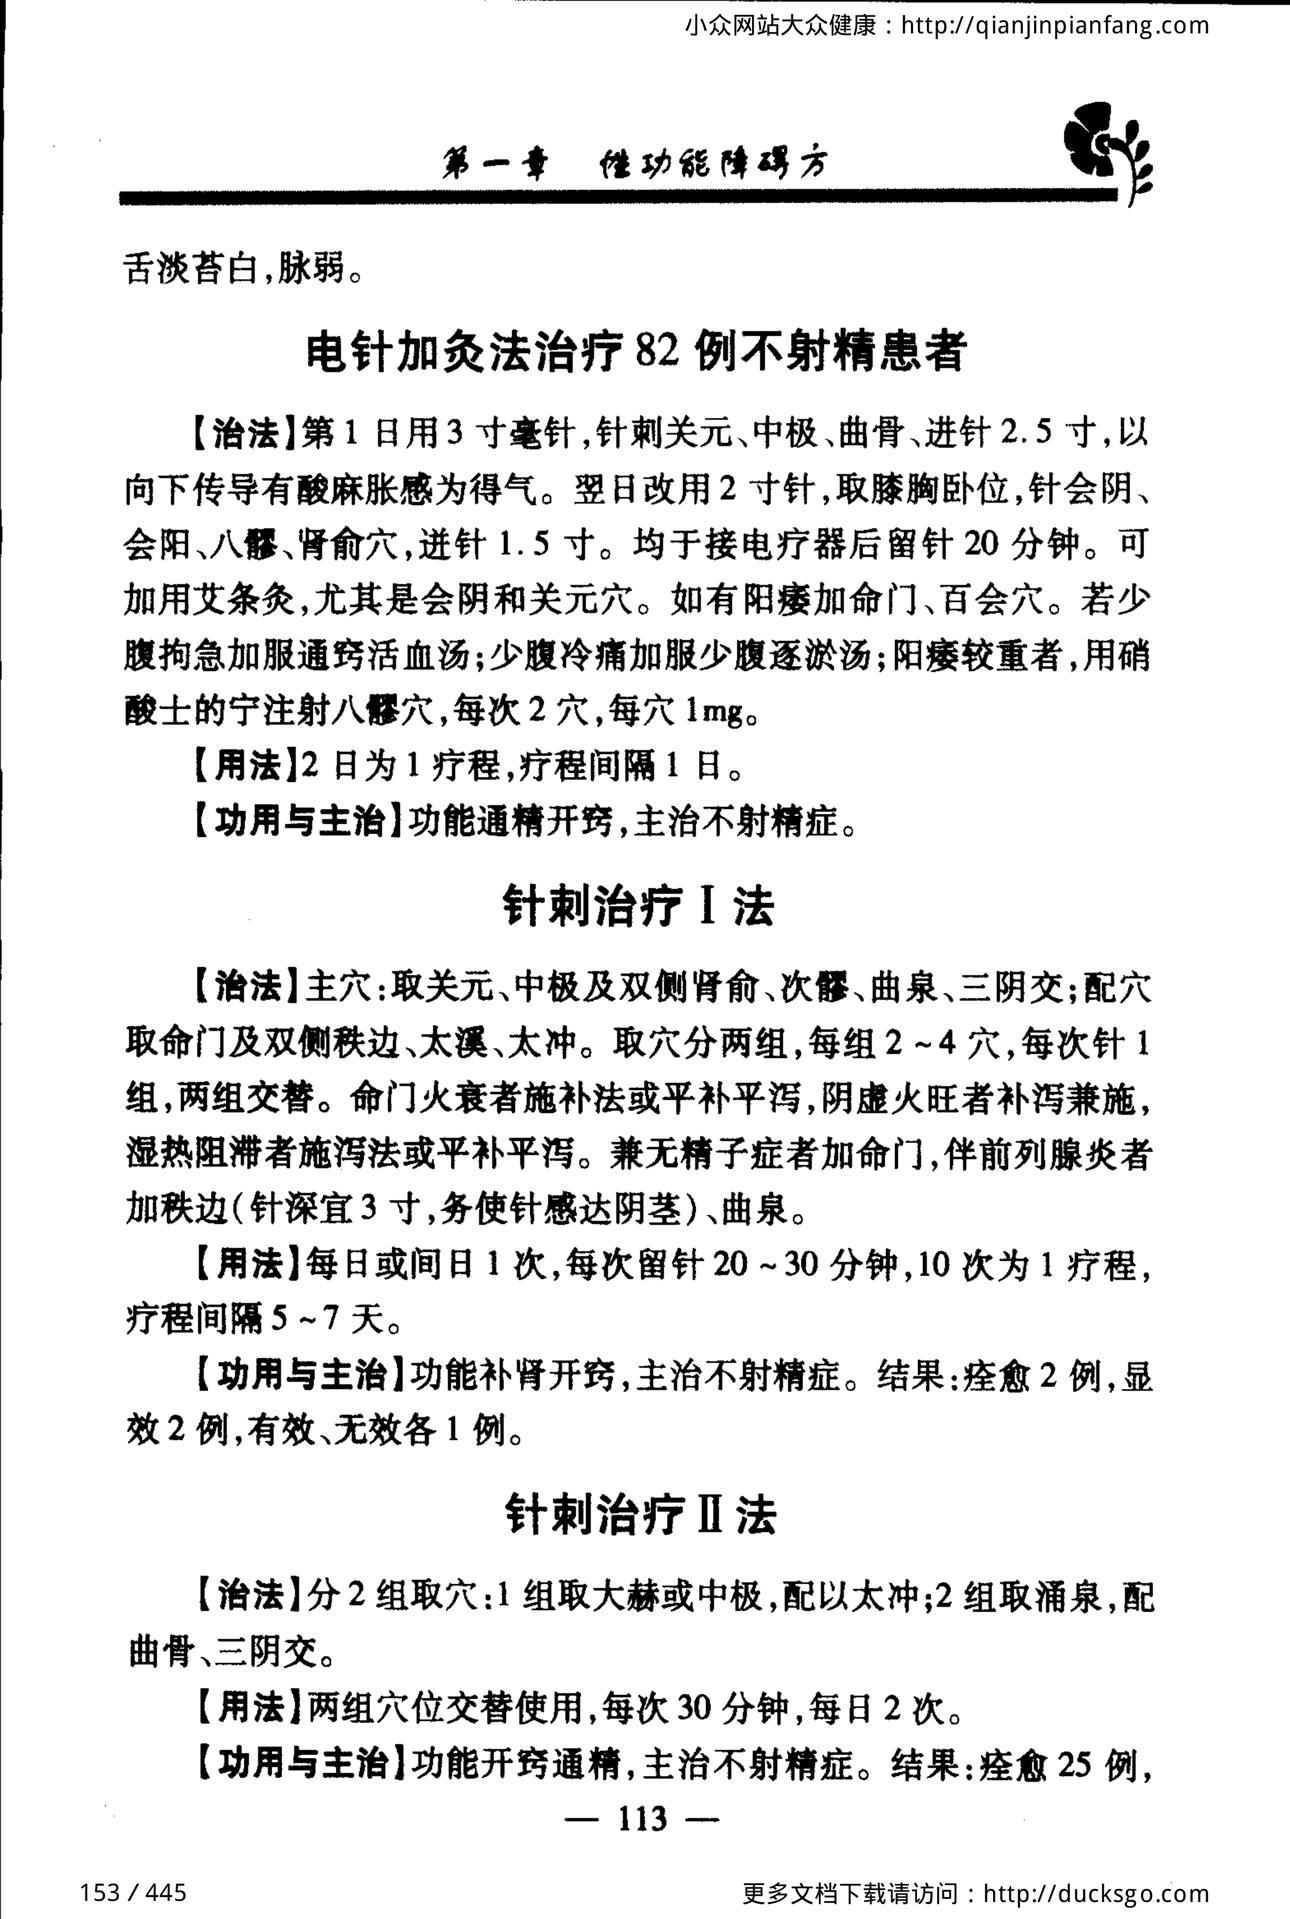 小众网站大众健康：http://qianjinpianfang.com
第一章 性功能障碍方
舌淡苔白,脉弱。
电针加灸法治疗82例不射精患者
【治法】第1日用3寸毫针,针刺关元、中极、曲骨、进针2.5寸,以
向下传导有酸麻胀感为得气。翌日改用2寸针,取膝胸卧位,针会阴、
会阳、八髎、肾俞穴,进针1.5寸。均于接电疗器后留针20分钟。可
加用艾条灸,尤其是会阴和关元穴。如有阳痿加命门、百会穴。若少
腹拘急加服通窍活血汤;少腹冷痛加服少腹逐淤汤;阳痿较重者,用硝
酸士的宁注射八髎穴,每次2穴,每穴1mg。
【用法】2日为1疗程,疗程间隔1日。
【功用与主治】功能通精开窍,主治不射精症。
针刺治疗Ⅰ法
【治法】主穴:取关元、中极及双侧肾俞、次髎、曲泉、三阴交;配穴
取命门及双侧秩边、太溪、太冲。取穴分两组,每组2~4穴,每次针1
组,两组交替。命门火衰者施补法或平补平泻,阴虚火旺者补泻兼施,
湿热阻滞者施泻法或平补平泻。兼无精子症者加命门,伴前列腺炎者
加秩边(针深宜3寸,务使针感达阴茎)、曲泉。
【用法】每日或间日1次,每次留针20~30分钟,10次为1疗程,
疗程间隔5~7天。
【功用与主治】功能补肾开窍,主治不射精症。结果:痊愈2例,显
效2例,有效、无效各1例。
针刺治疗Ⅱ法
【治法】分2组取穴:1组取大赫或中极,配以太冲;2组取涌泉,配
曲骨、三阴交。
【用法】两组穴位交替使用,每次30分钟,每日2次。
【功用与主治】功能开窍通精,主治不射精症。结果:痊愈25例,
— 113 —
153 / 445
更多文档下载请访问：http://ducksgo.com